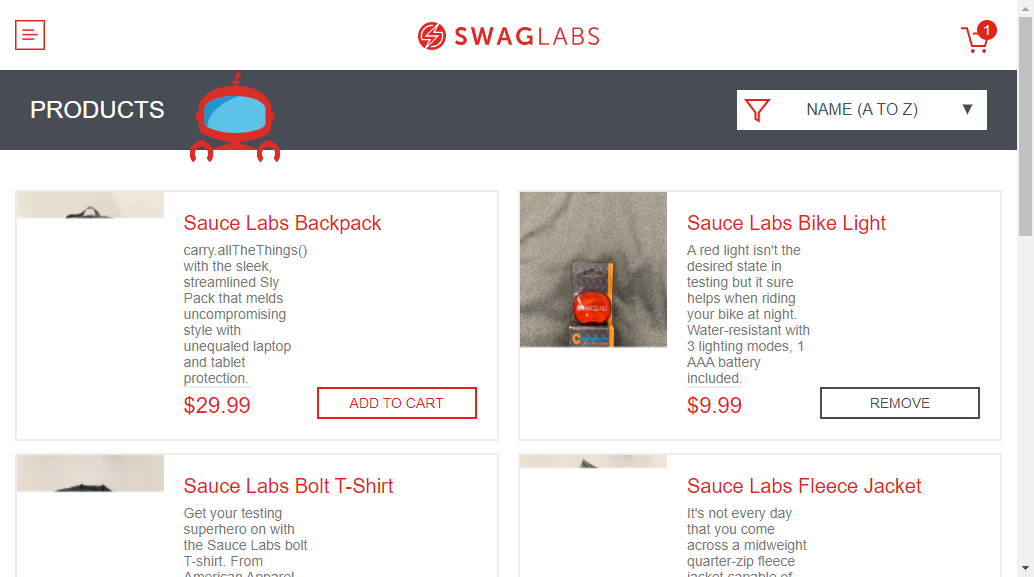 SWAGLABS
1
PRODUCTS
NAME (A TO Z)
Sauce Labs Backpack
carry.allTheThings()
with the sleek,
streamlined Sly
Pack that melds
uncompromising
style with
unequaled laptop
and tablet
protection.
$29.99
ADD TO CART
Sauce Labs Bike Light
A red light isn't the
desired state in
testing but it sure
helps when riding
your bike at night.
Water-resistant with
3 lighting modes, 1
AAA battery
included.
$9.99
REMOVE
Sauce Labs Bolt T-Shirt
Get your testing
superhero on with
the Sauce Labs bolt
T-shirt. From
American Apparel
Sauce Labs Fleece Jacket
It's not every day
that you come
across a midweight
quarter-zip fleece
jacket capable of